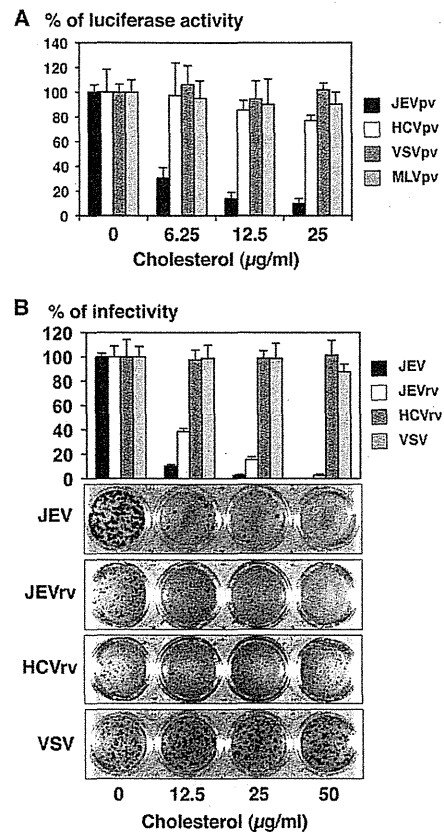 A % of luciferase activity
140
120
100
80
60
40
20
0
JEVpv
HCVpv
VSVpv
MLVpv
0 6.25 12.5 25
Cholesterol (µg/ml)
B % of infectivity
120
100
80
60
40
20
0
JEV
JEVrv
HCVrv
VSV
JEV
JEVrv
HCVrv
VSV
0 12.5 25 50
Cholesterol (µg/ml)